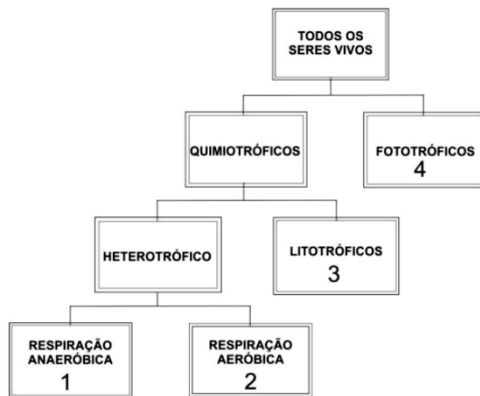 TODOS OS
SERES VIVOS
QUIMIOTRÓFICOS
FOTOTRÓFICOS
4
HETEROTRÓFICO
LITOTRÓFICOS
3
RESPIRAÇÃO
ANAERÓBICA
1
RESPIRAÇÃO
AERÓBICA
2